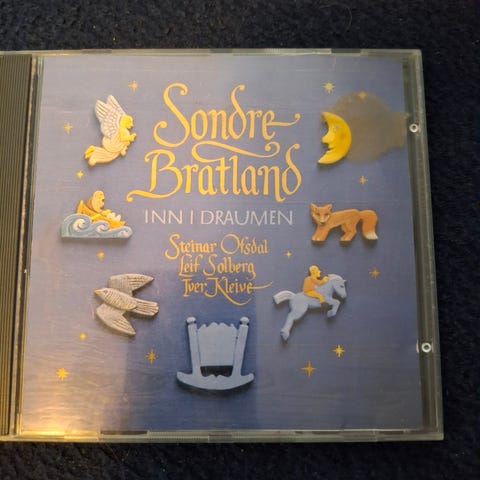 Sondre
Bratland
INN I DRAUMEN
Steinar Ofsdal
Leif Solberg
Iver Kleive